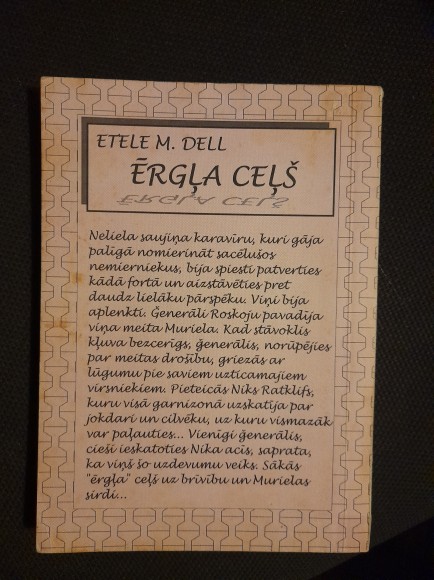 ETELE M. DELL
ĒRGĻA CEĻŠ
ĒRGĻA CEĻŠ
Neliela saujiņa karavīru, kuri gāja
palīgā nomierināt sacēlušos
nemierniekus, bija spiesti patverties
kādā fortā un aizstāvēties pret
daudz lielāku pārspēku. Viņi bija
aplenkti. Ģenerāli Roskoju pavadīja
viņa meita Muriela. Kad stāvoklis
kļuva bezcerīgs, ģenerālis, norūpējies
par meitas drošību, griezās ar
lūgumu pie saviem uzticamajiem
virsniekiem. Pieteicās Niks Ratklifs,
kuru visā garnizonā uzskatīja par
jokdari un cilvēku, uz kuru vismazāk
var paļauties... Vienīgi ģenerālis,
cieši ieskatoties Nika acīs, saprata,
ka viņš šo uzdevumu veiks. Sākās
"ērgļa" ceļš uz brīvību un Murielas
sirdi...